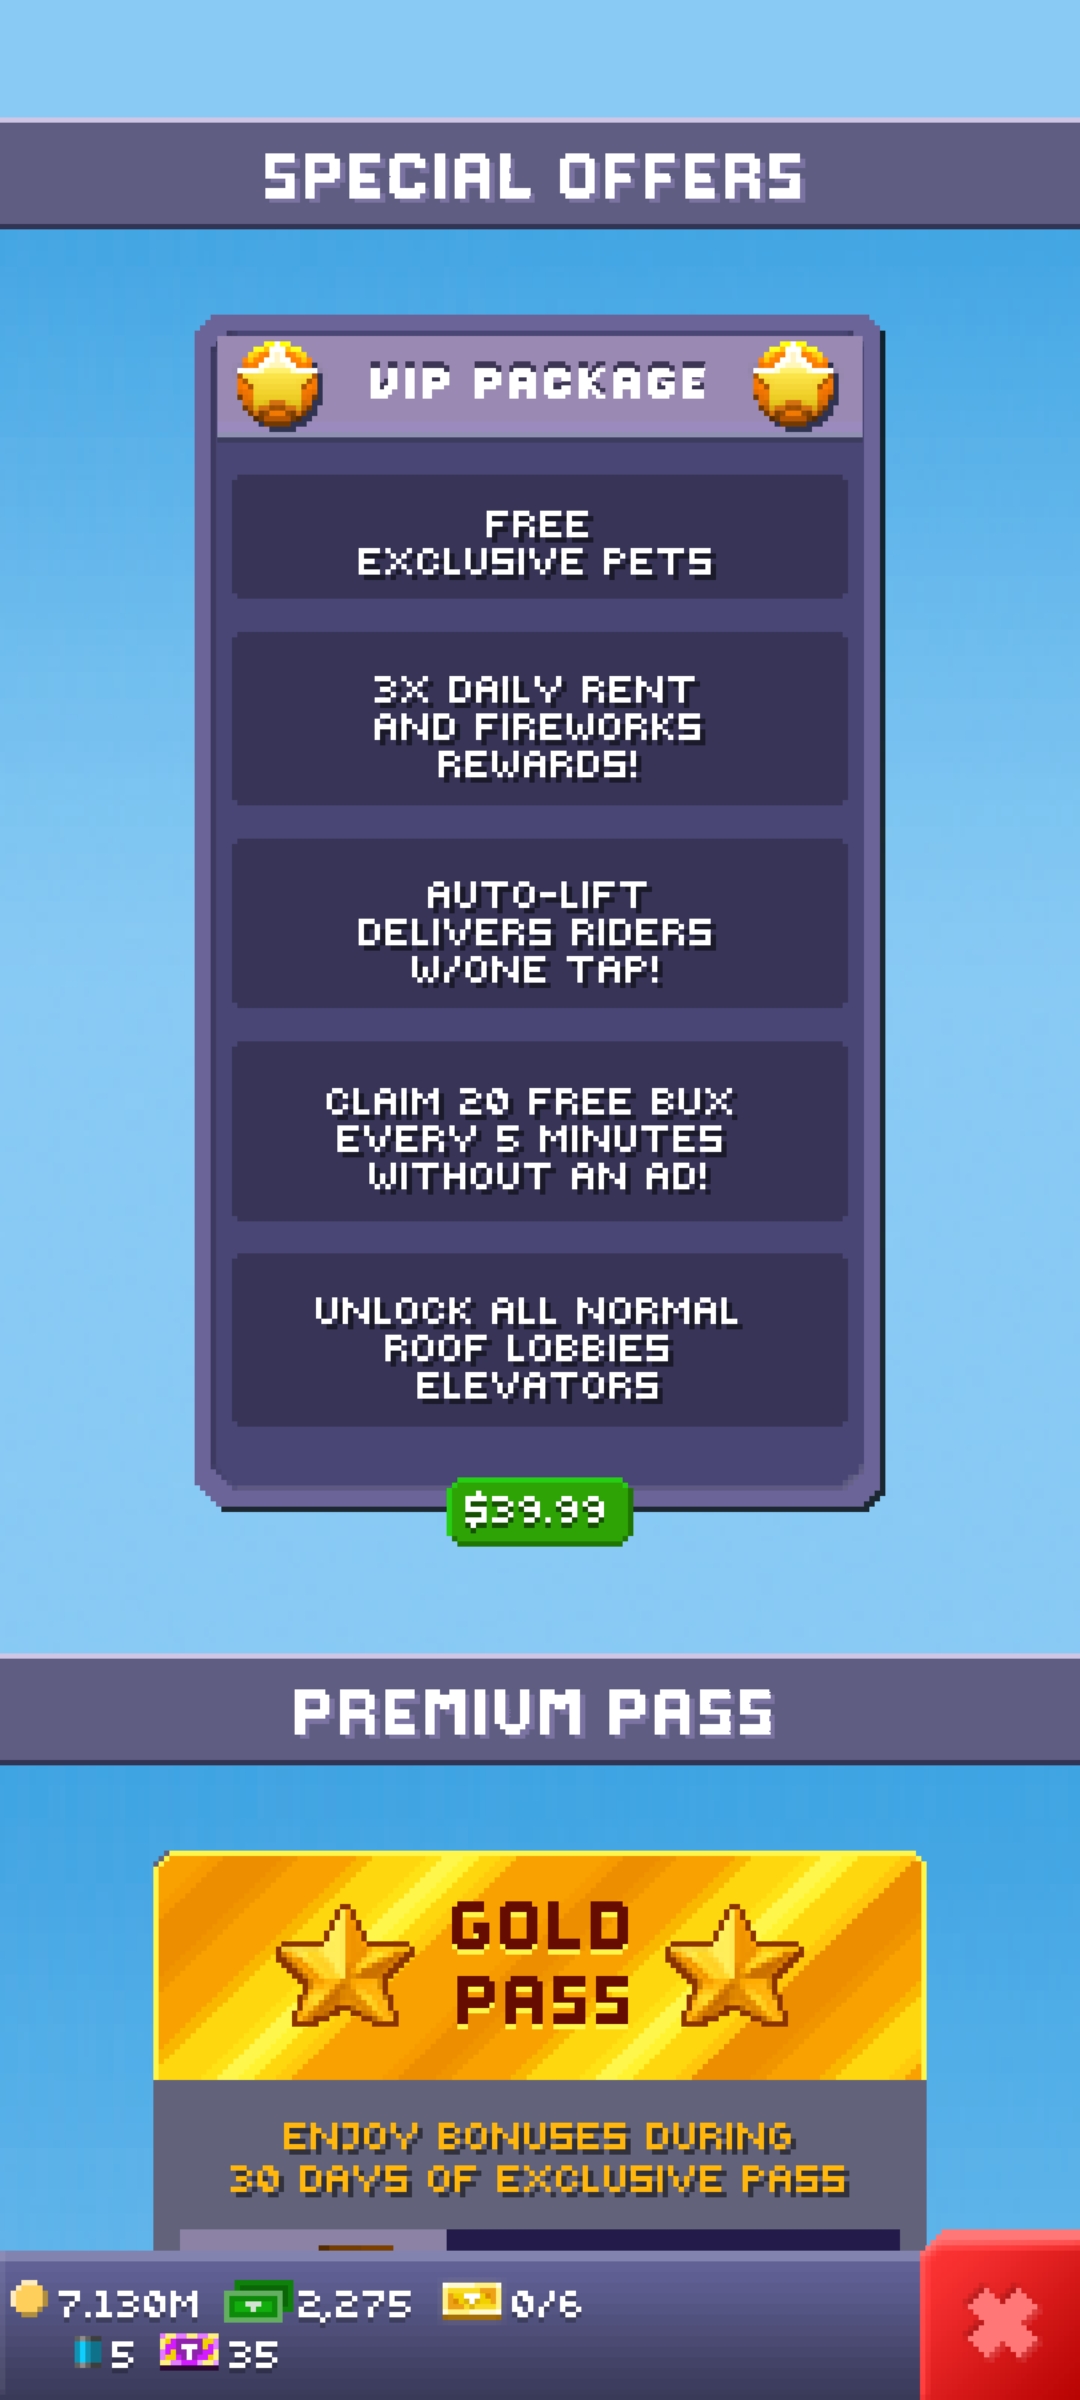 SPECIAL OFFERS
VIP PACKAGE
FREE
EXCLUSIVE PETS
3X DAILY RENT
AND FIREWORKS
REWARDS!
AUTO-LIFT
DELIVERS RIDERS
W/ONE TAP!
CLAIM 20 FREE BUX
EVERY 5 MINUTES
WITHOUT AN AD!
UNLOCK ALL NORMAL
ROOF LOBBIES
ELEVATORS
$39.99
PREMIUM PASS
GOLD
PASS
ENJOY BONUSES DURING
30 DAYS OF EXCLUSIVE PASS
7.130M 2,275 0/6
5 T 35